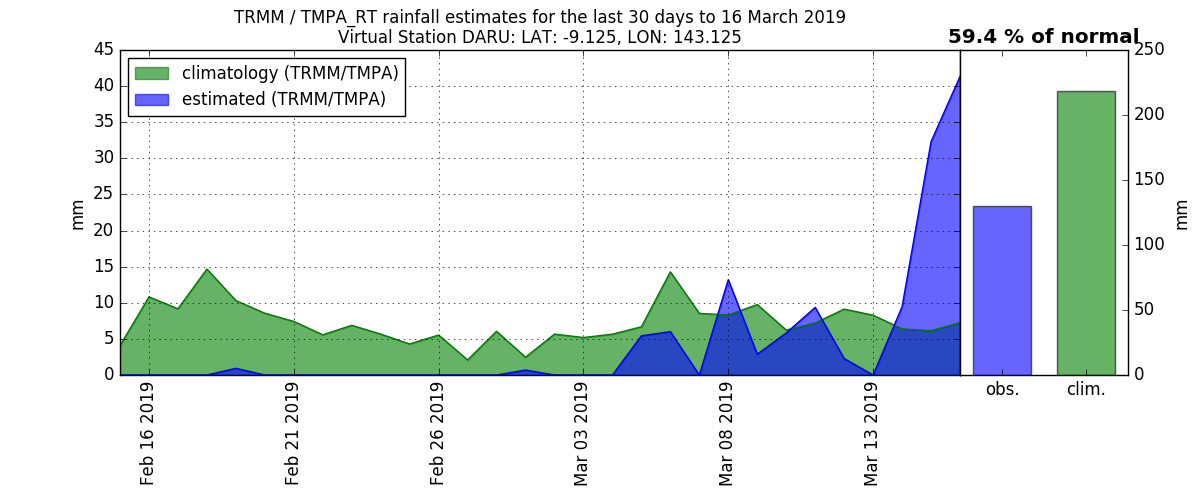 TRMM / TMPA_RT rainfall estimates for the last 30 days to 16 March 2019
Virtual Station DARU: LAT: -9.125, LON: 143.125
59.4 % of normal
climatology (TRMM/TMPA)
estimated (TRMM/TMPA)
45
40
35
30
25
20
15
10
5
0
mm
Feb 16 2019
Feb 21 2019
Feb 26 2019
Mar 03 2019
Mar 08 2019
Mar 13 2019
obs.
clim.
250
200
150
100
50
0
mm